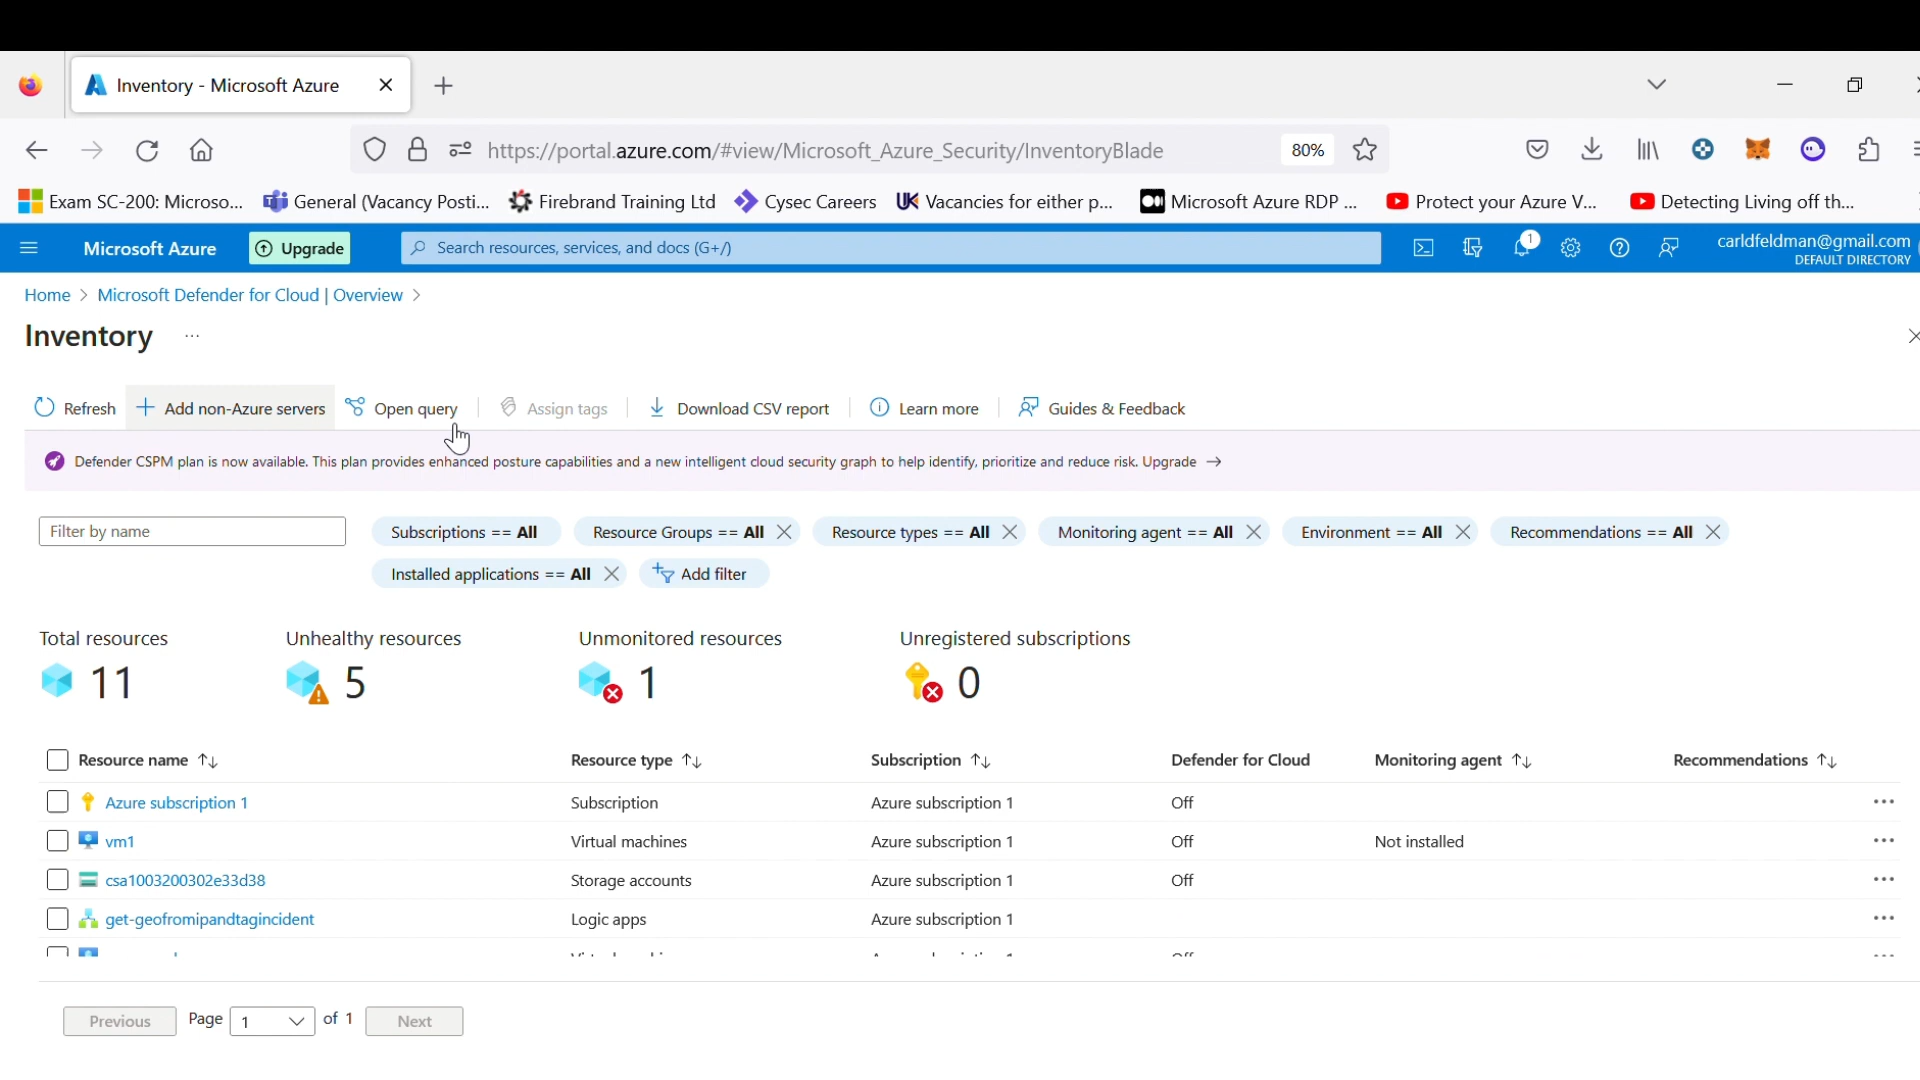 Inventory - Microsoft Azure
https://portal.azure.com/#view/Microsoft_Azure_Security/InventoryBlade 80%
Exam SC-200: Microso... General (Vacancy Posti... Firebrand Training Ltd Cysec Careers UK Vacancies for either p... Microsoft Azure RDP ... Protect your Azure V... Detecting Living off th...
Microsoft Azure Upgrade Search resources, services, and docs (G+/) 1 carldfeldman@gmail.com
DEFAULT DIRECTORY
Home > Microsoft Defender for Cloud | Overview >
Inventory ...
Refresh Add non-Azure servers Open query Assign tags Download CSV report Learn more Guides & Feedback
Defender CSPM plan is now available. This plan provides enhanced posture capabilities and a new intelligent cloud security graph to help identify, prioritize and reduce risk. Upgrade →
Filter by name Subscriptions == All Resource Groups == All Resource types == All Monitoring agent == All Environment == All Recommendations == All
Installed applications == All Add filter
Total resources Unhealthy resources Unmonitored resources Unregistered subscriptions
11 5 1 0
Resource name ↑↓ Resource type ↑↓ Subscription ↑↓ Defender for Cloud Monitoring agent ↑↓ Recommendations ↑↓
Azure subscription 1 Subscription Azure subscription 1 Off
vm1 Virtual machines Azure subscription 1 Off Not installed
csa1003200302e33d38 Storage accounts Azure subscription 1 Off
get-geofromipandtagincident Logic apps Azure subscription 1
Previous Page 1 of 1 Next